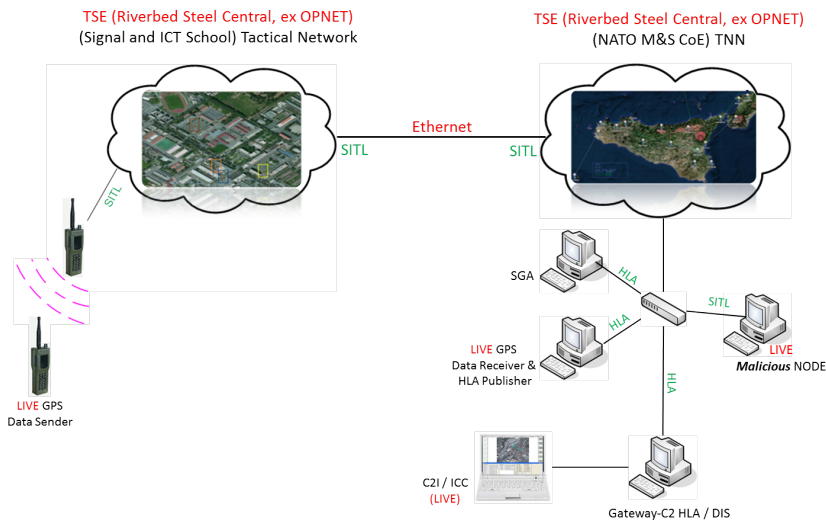 TSE (Riverbed Steel Central, ex OPNET)
(Signal and ICT School) Tactical Network
TSE (Riverbed Steel Central, ex OPNET)
(NATO M&S CoE) TNN
Ethernet
SITL
SITL
SITL
SGA
HLA
SITL
HLA
LIVE GPS
Data Receiver &
HLA Publisher
LIVE
Malicious NODE
LIVE GPS
Data Sender
HLA
C2I / ICC
(LIVE)
Gateway-C2 HLA / DIS